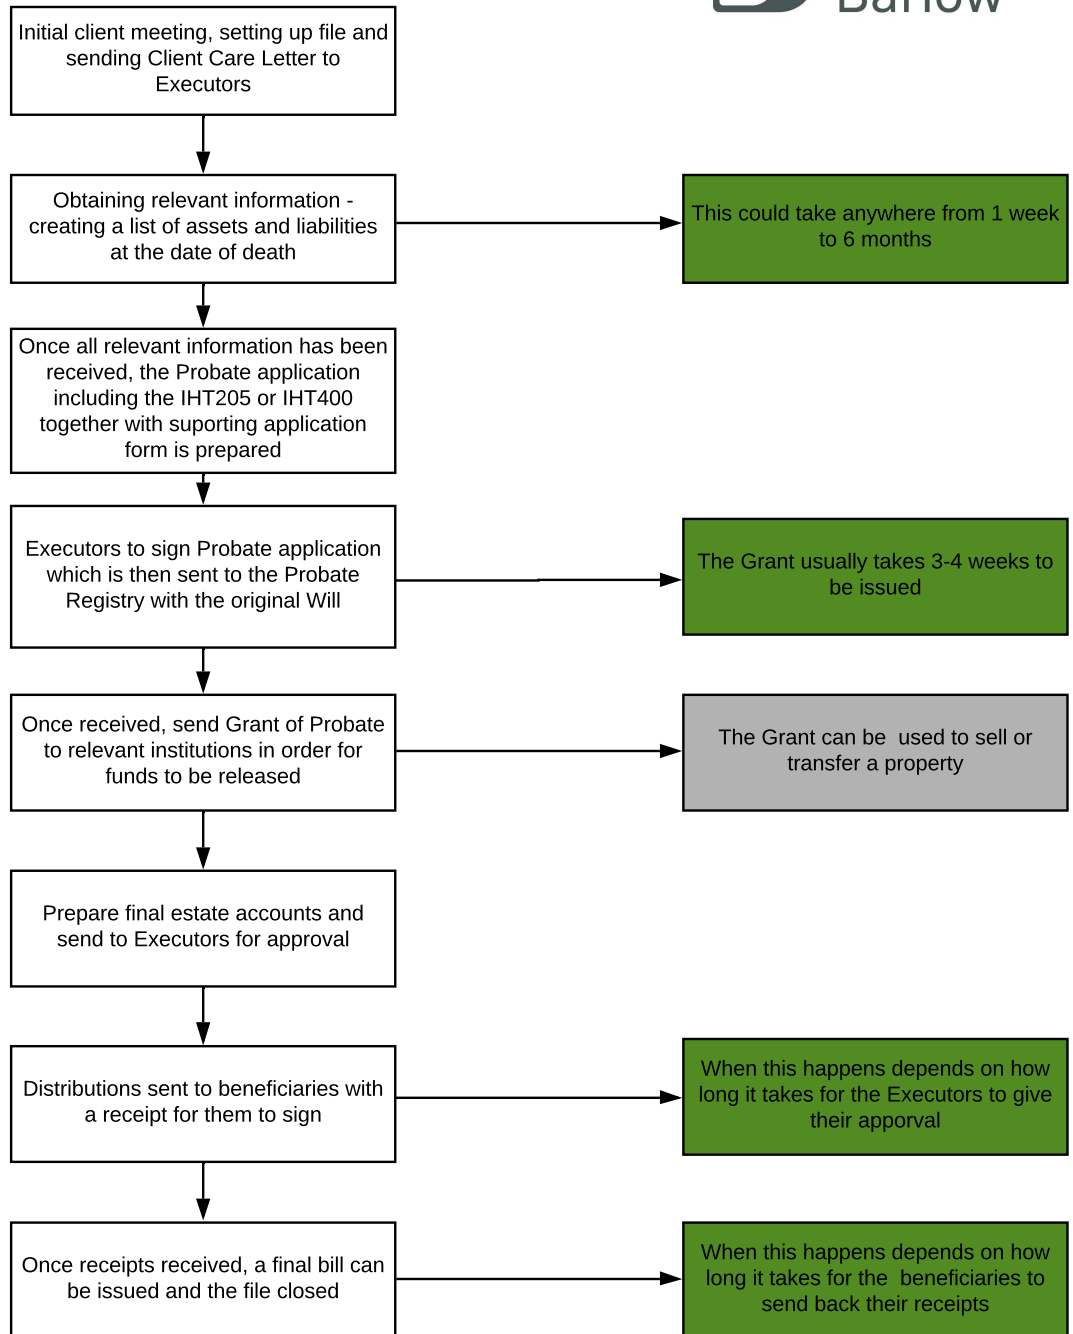 Barlow
Initial client meeting, setting up file and
sending Client Care Letter to
Executors
Obtaining relevant information -
creating a list of assets and liabilities
at the date of death
This could take anywhere from 1 week
to 6 months
Once all relevant information has been
received, the Probate application
including the IHT205 or IHT400
together with suporting application
form is prepared
Executors to sign Probate application
which is then sent to the Probate
Registry with the original Will
The Grant usually takes 3-4 weeks to
be issued
Once received, send Grant of Probate
to relevant institutions in order for
funds to be released
The Grant can be  used to sell or
transfer a property
Prepare final estate accounts and
send to Executors for approval
Distributions sent to beneficiaries with
a receipt for them to sign
When this happens depends on how
long it takes for the Executors to give
their apporval
Once receipts received, a final bill can
be issued and the file closed
When this happens depends on how
long it takes for the  beneficiaries to
send back their receipts